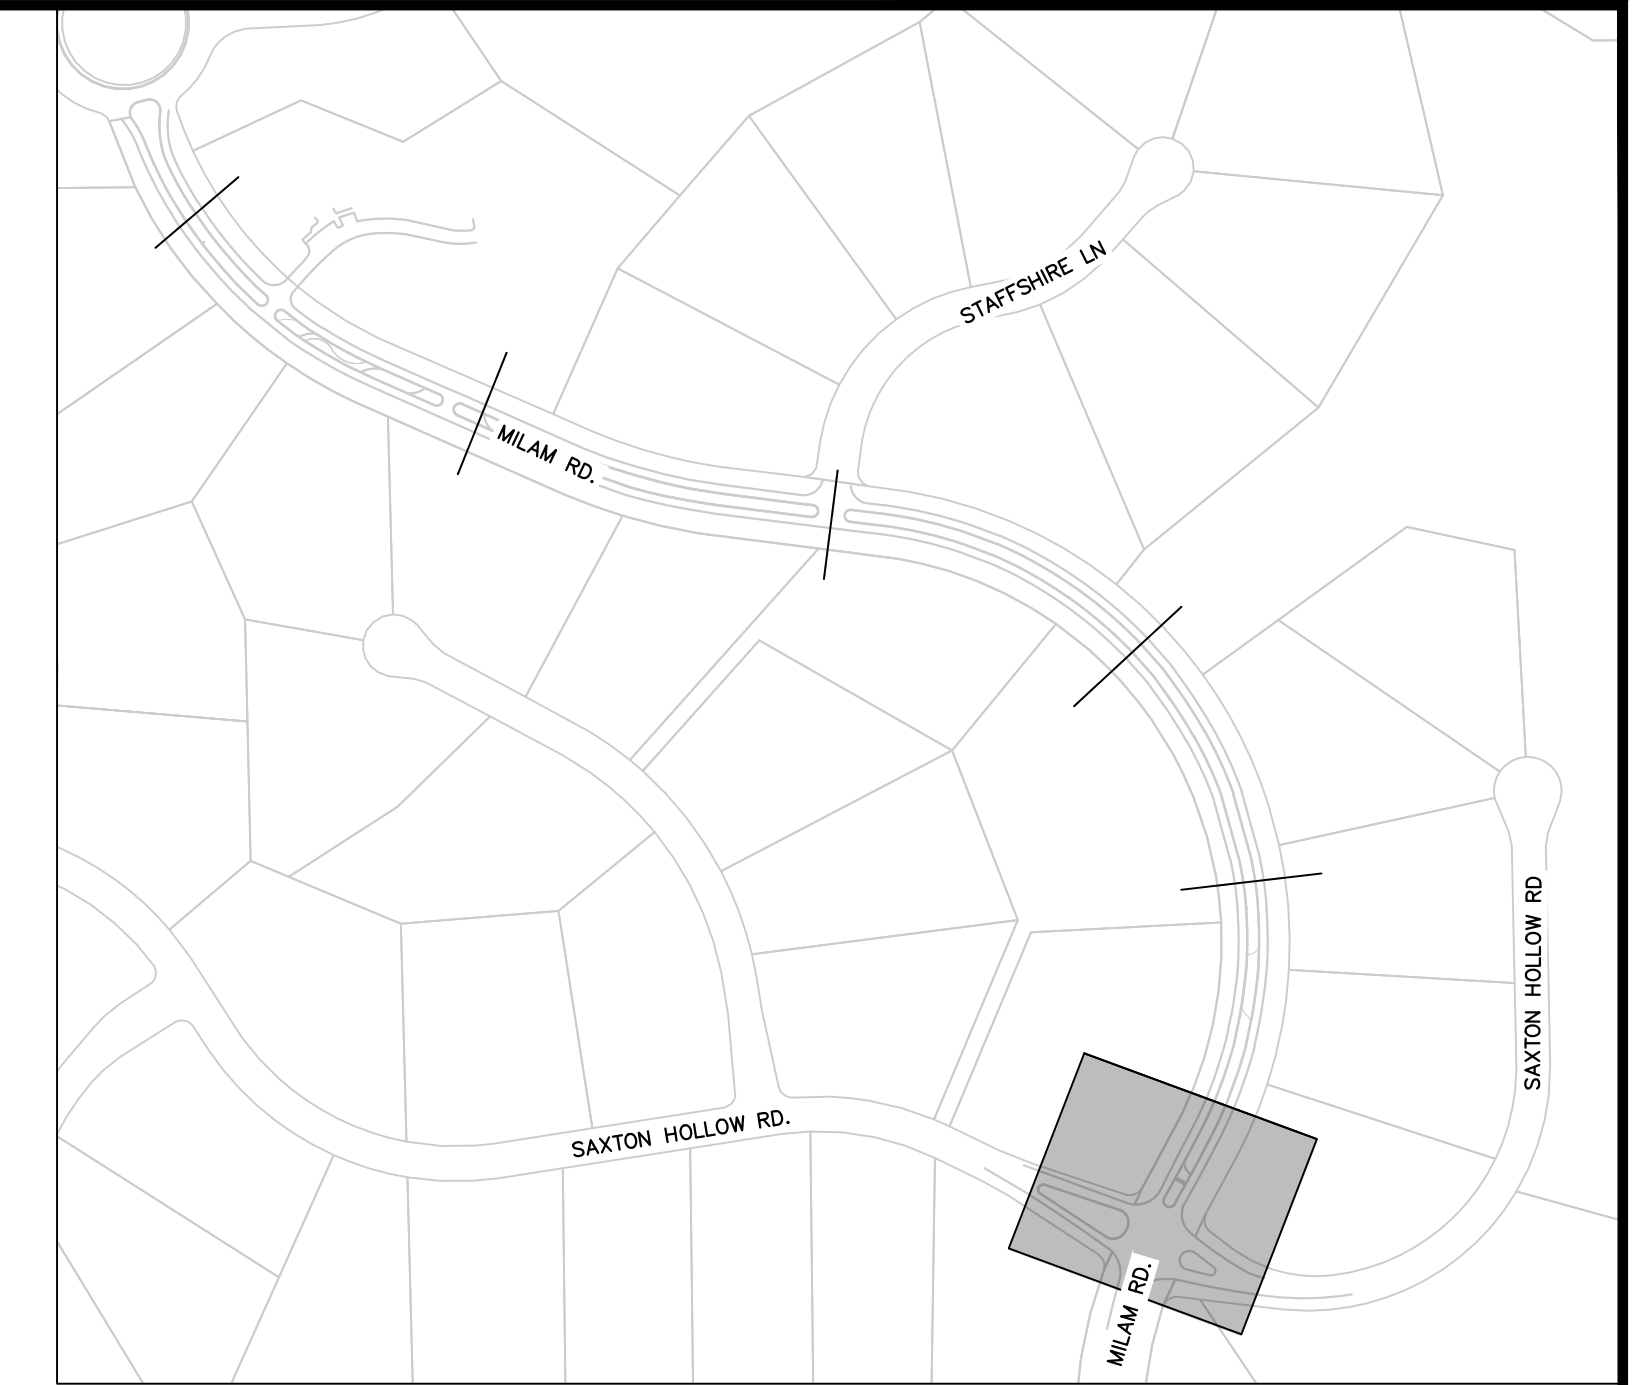 STAFFSHIRE LN
MILAM RD.
SAXTON HOLLOW RD
SAXTON HOLLOW RD.
MILAM RD.